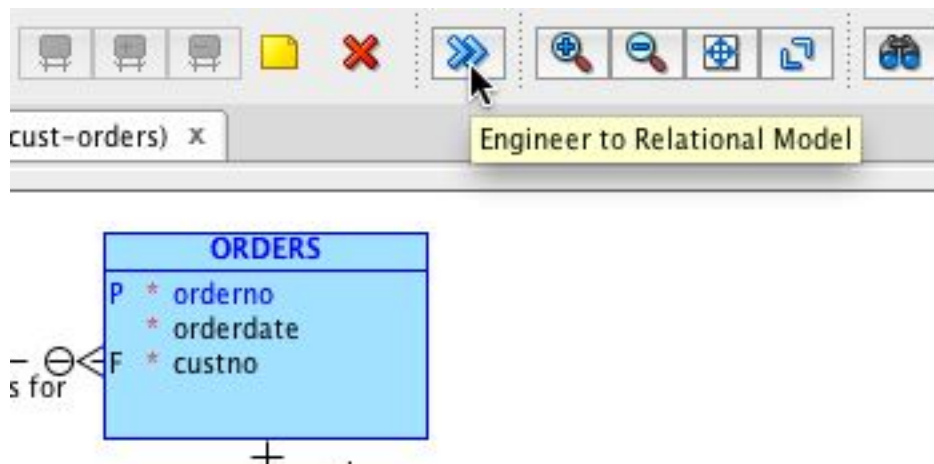 cust-orders) x
Engineer to Relational Model
ORDERS
P * orderno
* orderdate
F * custno
s for